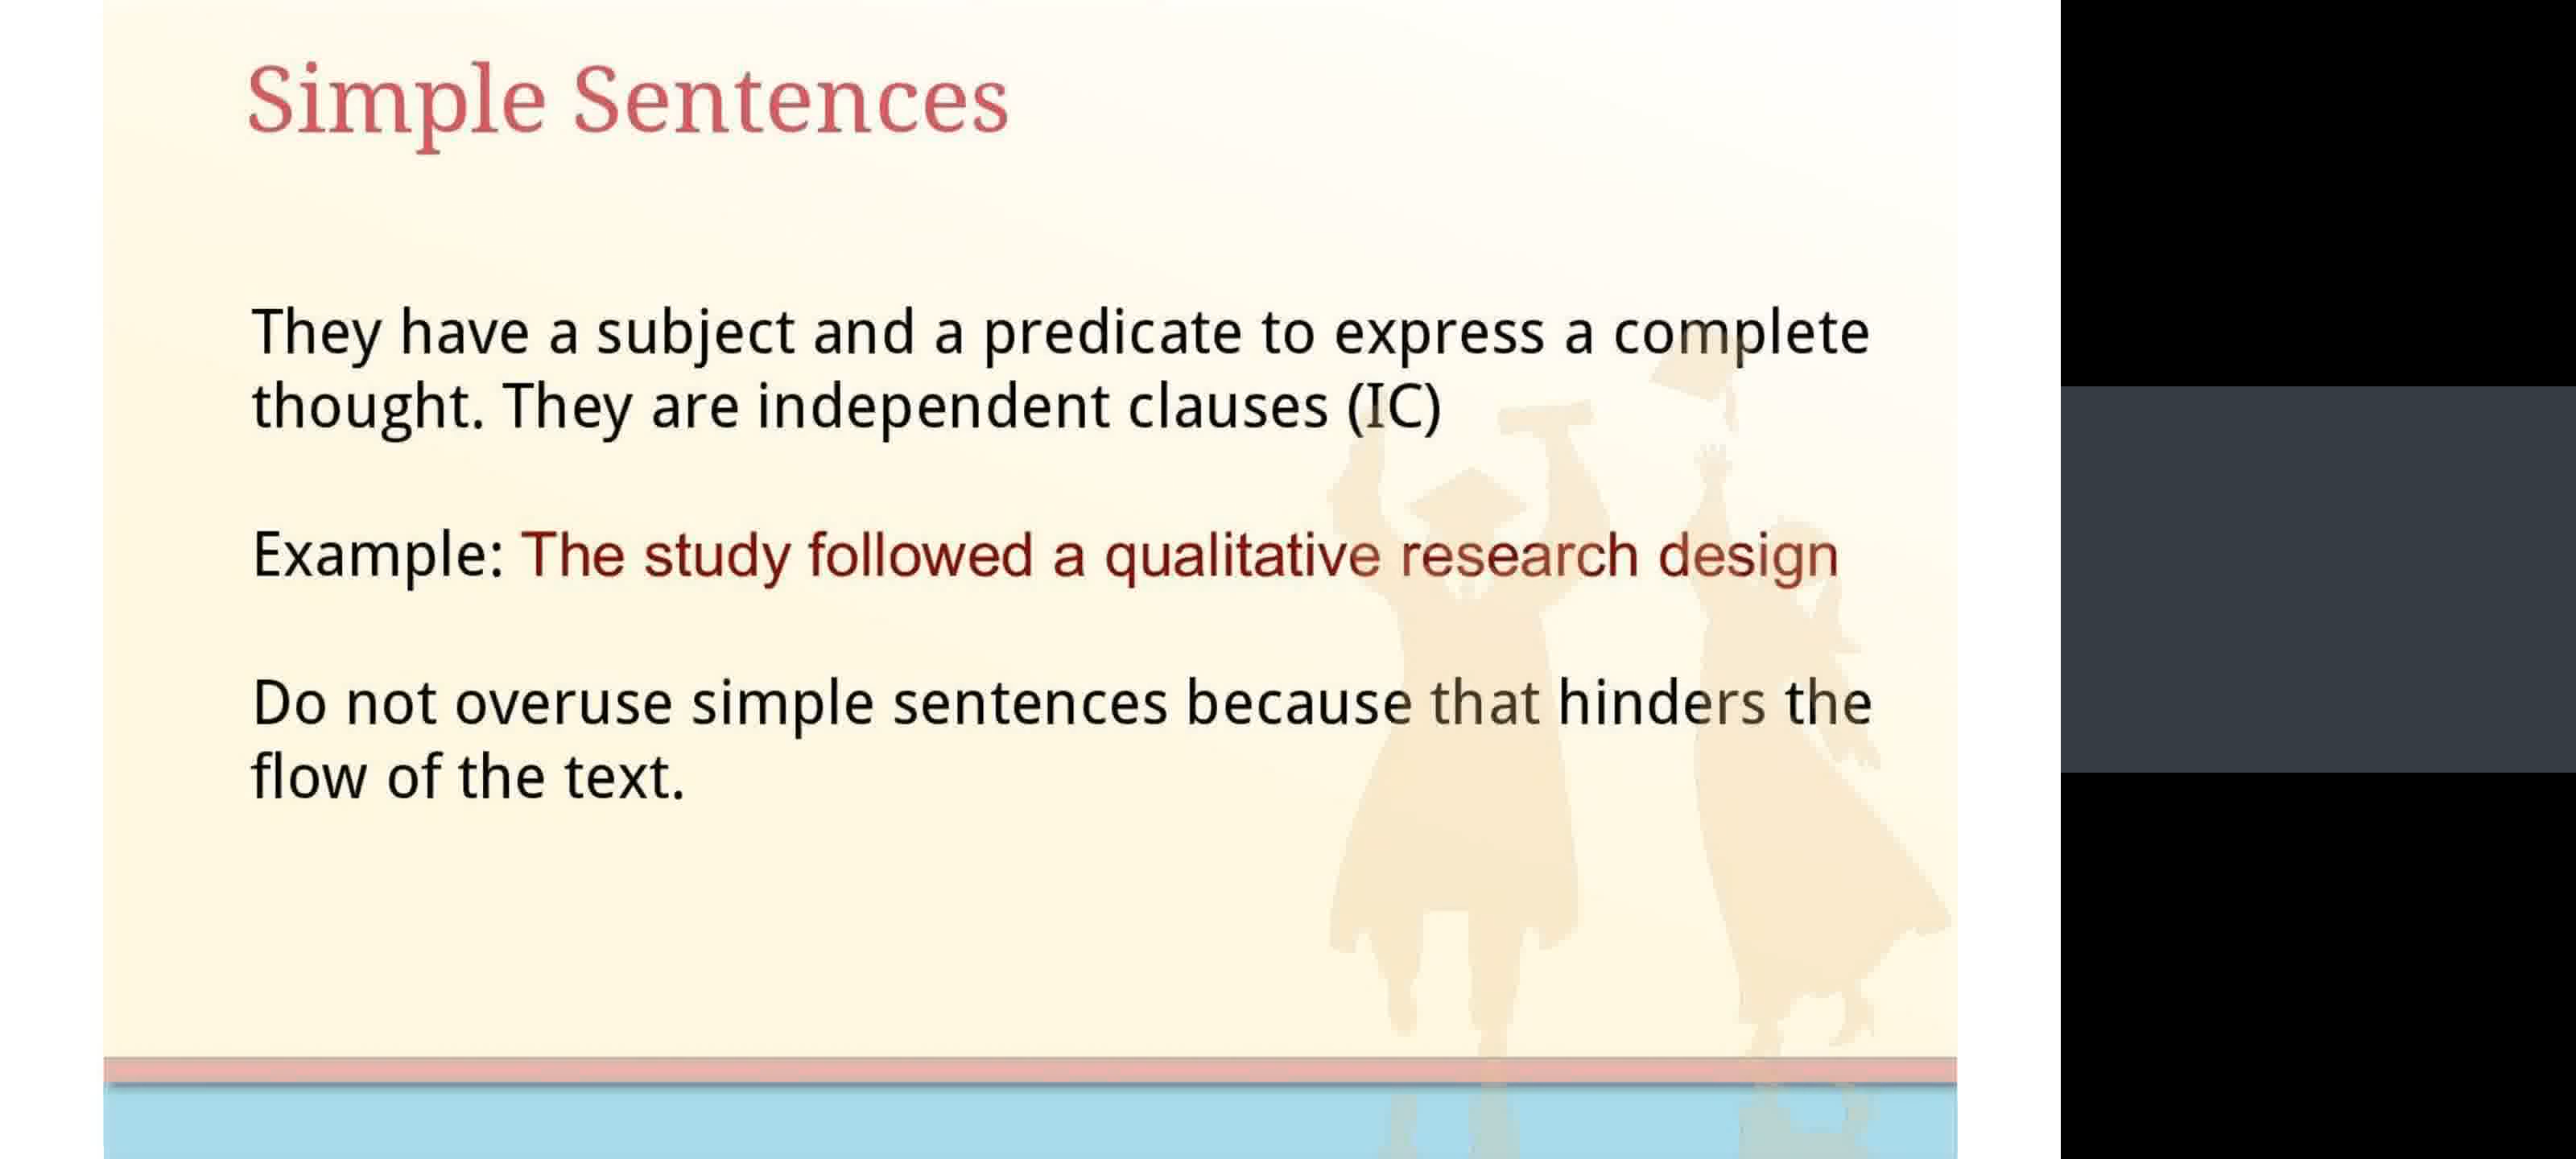 Simple Sentences
They have a subject and a predicate to express a complete
thought. They are independent clauses (IC)
Example: The study followed a qualitative research design
Do not overuse simple sentences because that hinders the
flow of the text.